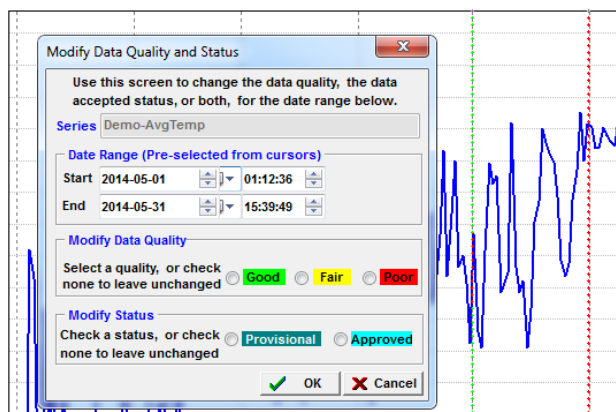 Modify Data Quality and Status
Use this screen to change the data quality, the data
accepted status, or both, for the date range below.
Series Demo-AvgTemp
Date Range (Pre-selected from cursors)
Start 2014-05-01 01:12:36
End 2014-05-31 15:39:49
Modify Data Quality
Select a quality, or check
none to leave unchanged
Good Fair Poor
Modify Status
Check a status, or check
none to leave unchanged
Provisional Approved
OK Cancel